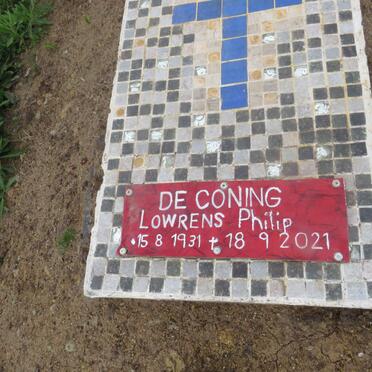 DE CONING
LOWRENS Philip
*15 8 1931 + 18 9 2021